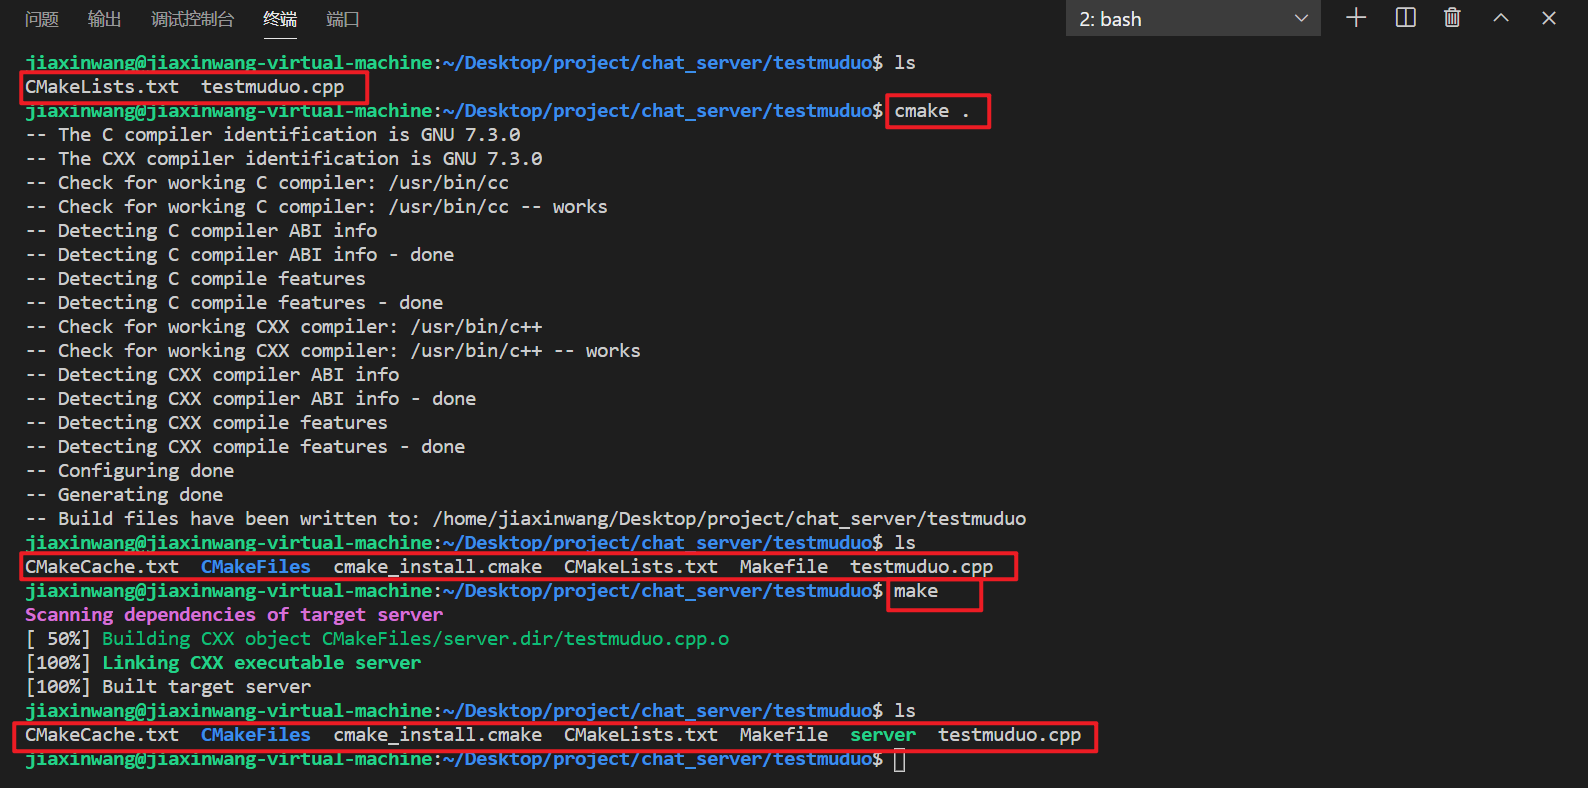 问题 输出 调试控制台 终端 端口 2: bash
jiaxinwang@jiaxinwang-virtual-machine:~/Desktop/project/chat_server/testmuduo$ ls
CMakeLists.txt  testmuduo.cpp
jiaxinwang@jiaxinwang-virtual-machine:~/Desktop/project/chat_server/testmuduo$ cmake .
-- The C compiler identification is GNU 7.3.0
-- The CXX compiler identification is GNU 7.3.0
-- Check for working C compiler: /usr/bin/cc
-- Check for working C compiler: /usr/bin/cc -- works
-- Detecting C compiler ABI info
-- Detecting C compiler ABI info - done
-- Detecting C compile features
-- Detecting C compile features - done
-- Check for working CXX compiler: /usr/bin/c++
-- Check for working CXX compiler: /usr/bin/c++ -- works
-- Detecting CXX compiler ABI info
-- Detecting CXX compiler ABI info - done
-- Detecting CXX compile features
-- Detecting CXX compile features - done
-- Configuring done
-- Generating done
-- Build files have been written to: /home/jiaxinwang/Desktop/project/chat_server/testmuduo
jiaxinwang@jiaxinwang-virtual-machine:~/Desktop/project/chat_server/testmuduo$ ls
CMakeCache.txt  CMakeFiles  cmake_install.cmake  CMakeLists.txt  Makefile  testmuduo.cpp
jiaxinwang@jiaxinwang-virtual-machine:~/Desktop/project/chat_server/testmuduo$ make
Scanning dependencies of target server
[ 50%] Building CXX object CMakeFiles/server.dir/testmuduo.cpp.o
[100%] Linking CXX executable server
[100%] Built target server
jiaxinwang@jiaxinwang-virtual-machine:~/Desktop/project/chat_server/testmuduo$ ls
CMakeCache.txt  CMakeFiles  cmake_install.cmake  CMakeLists.txt  Makefile  server  testmuduo.cpp
jiaxinwang@jiaxinwang-virtual-machine:~/Desktop/project/chat_server/testmuduo$